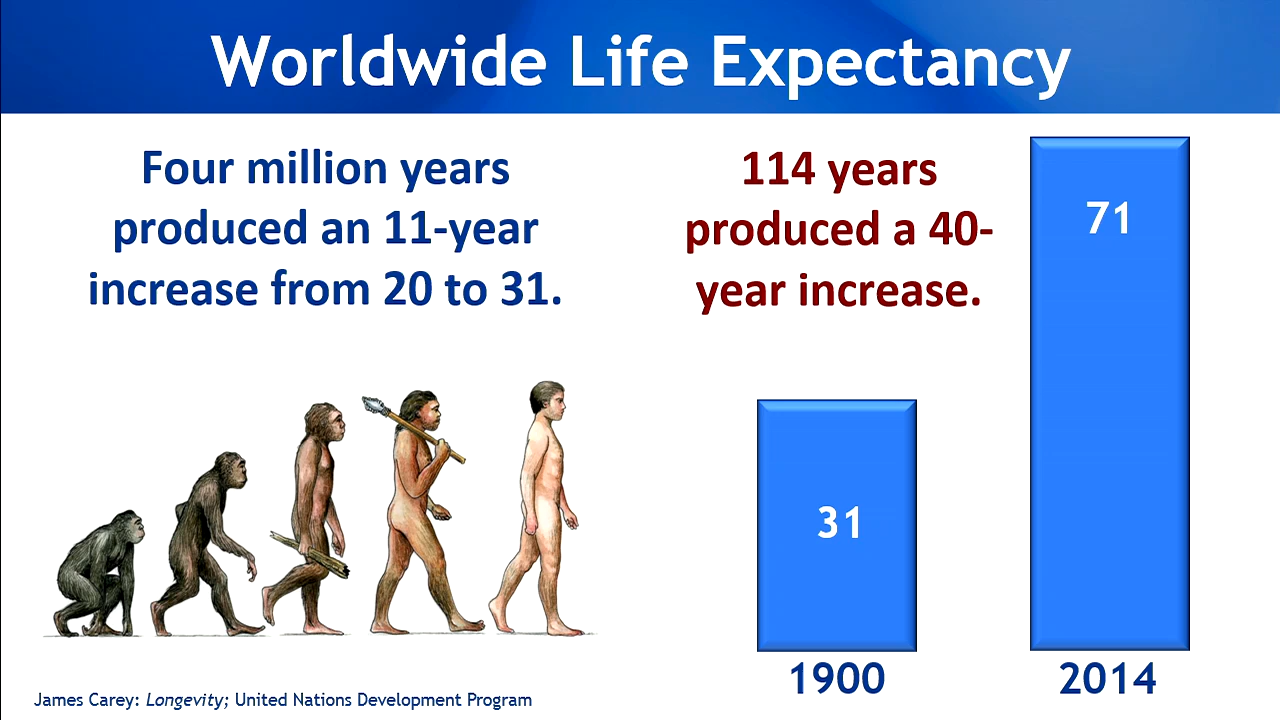 Worldwide Life Expectancy
Four million years
produced an 11-year
increase from 20 to 31.
114 years
produced a 40-
year increase.
71
31
1900
2014
James Carey: Longevity; United Nations Development Program